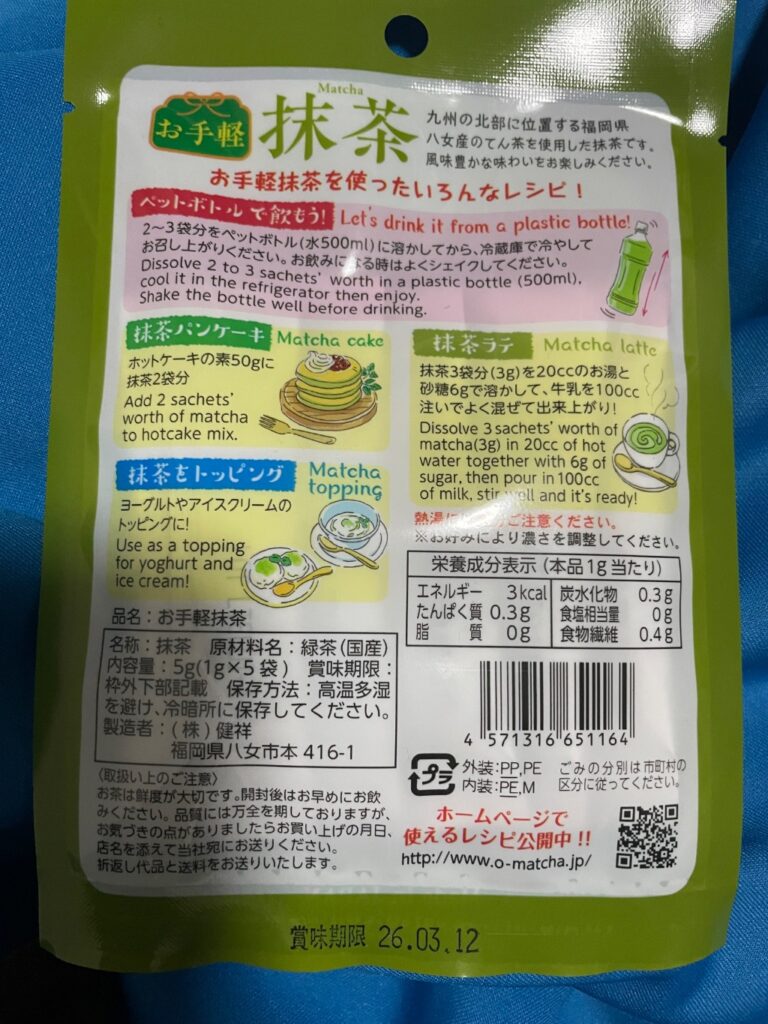 Matcha
お手軽
抹茶
九州の北部に位置する福岡県
八女産のてん茶を使用した抹茶です。
風味豊かな味わいをお楽しみください。
お手軽抹茶を使ったいろんなレシピ!
ペットボトルで飲もう! Let's drink it from a plastic bottle!
2〜3袋分をペットボトル(水500ml)に溶かしてから、冷蔵庫で冷やして
お召し上がりください。お飲みになる時はよくシェイクしてください。
Dissolve 2 to 3 sachets' worth in a plastic bottle (500ml),
cool it in the refrigerator then enjoy.
Shake the bottle well before drinking.
抹茶パンケーキ Matcha cake
ホットケーキの素50gに
抹茶2袋分
Add 2 sachets'
worth of matcha
to hotcake mix.
抹茶をトッピング Matcha
topping
ヨーグルトやアイスクリームの
トッピングに!
Use as a topping
for yoghurt and
ice cream!
抹茶ラテ Matcha latte
抹茶3袋分(3g)を20ccのお湯と
砂糖6gで溶かして、牛乳を100cc
注いでよく混ぜて出来上がり!
Dissolve 3 sachets' worth of
matcha(3g) in 20cc of hot
water together with 6g of
sugar, then pour in 100cc
of milk, stir well and it's ready!
熱湯に ご注意ください。
※お好みにより濃さを調整してください。
栄養成分表示(本品1g当たり)
エネルギー 3kcal 炭水化物 0.3g
たんぱく質 0.3g 食塩相当量 0g
脂質 0g 食物繊維 0.4g
品名:お手軽抹茶
名称:抹茶 原材料名:緑茶(国産)
内容量:5g(1g×5袋) 賞味期限:
枠外下部記載 保存方法:高温多湿
を避け、冷暗所に保存してください。
製造者:(株)健祥
福岡県八女市本 416-1
〈取扱い上のご注意〉
お茶は鮮度が大切です。開封後はお早めにお飲
みください。品質には万全を期しておりますが、
お気づきの点がありましたらお買い上げの月日、
店名を添えて当社宛にお送りください。
折返し代品と送料をお送りいたします。
4 571316 651164
プラ
外装:PP,PE
内装:PE,M
ごみの分別は市町村の
区分に従ってください。
ホームページで
使えるレシピ公開中!!
http://www.o-matcha.jp/
賞味期限 26.03.12